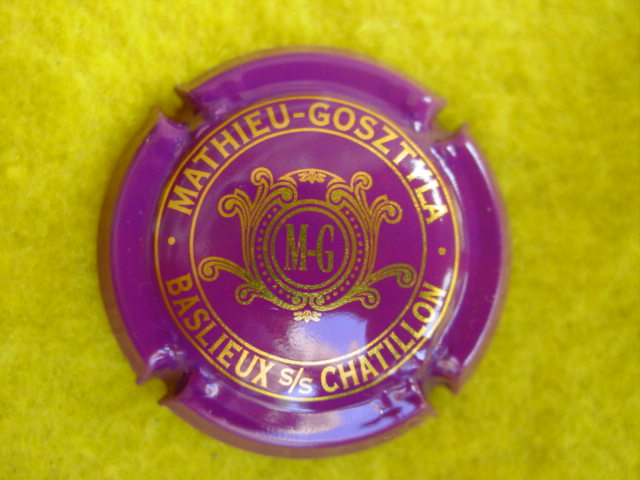 MATHIEU-GOSZTYLA
M-G
BASLIEUX S/S CHATILLON